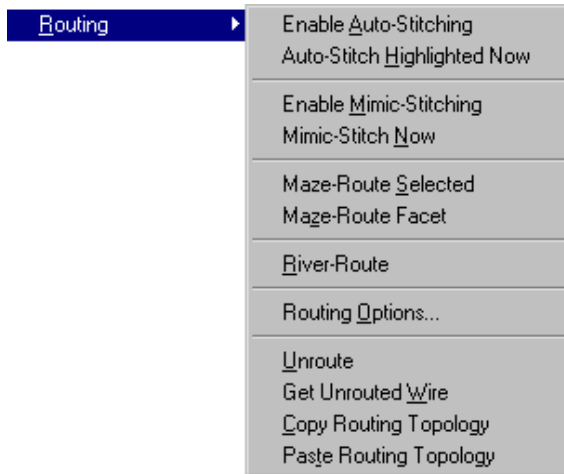 Routing
Enable Auto-Stitching
Auto-Stitch Highlighted Now
Enable Mimic-Stitching
Mimic-Stitch Now
Maze-Route Selected
Maze-Route Facet
River-Route
Routing Options...
Unroute
Get Unrouted Wire
Copy Routing Topology
Paste Routing Topology